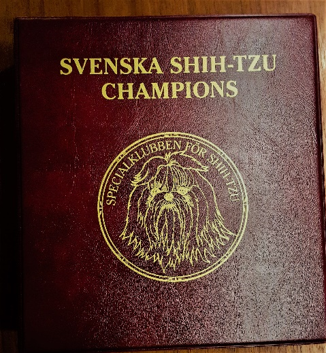 SVENSKA SHIH-TZU
CHAMPIONS
SPECIALKLUBBEN FÖR SHIH-TZU